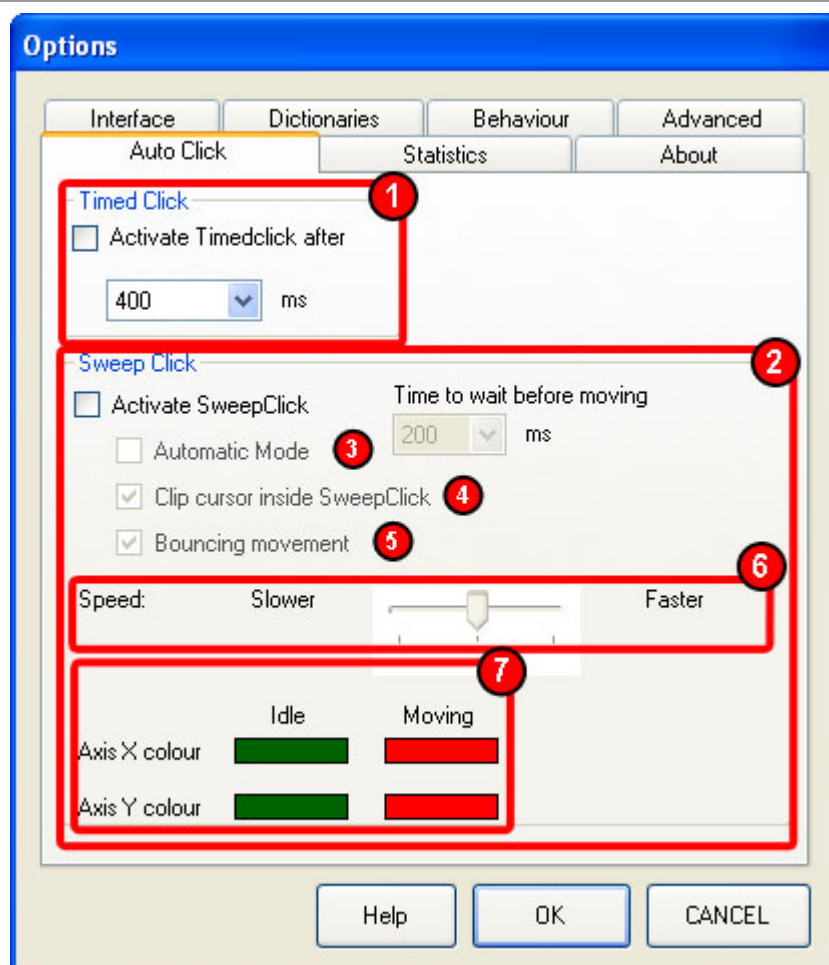 Options
Interface Dictionaries Behaviour Advanced
Auto Click Statistics About
1
Timed Click
Activate Timedclick after
400 ms
2
Sweep Click
Activate SweepClick Time to wait before moving
200 ms
Automatic Mode 3
Clip cursor inside SweepClick 4
Bouncing movement 5
6
Speed: Slower Faster
7
Idle Moving
Axis X colour
Axis Y colour
Help OK CANCEL